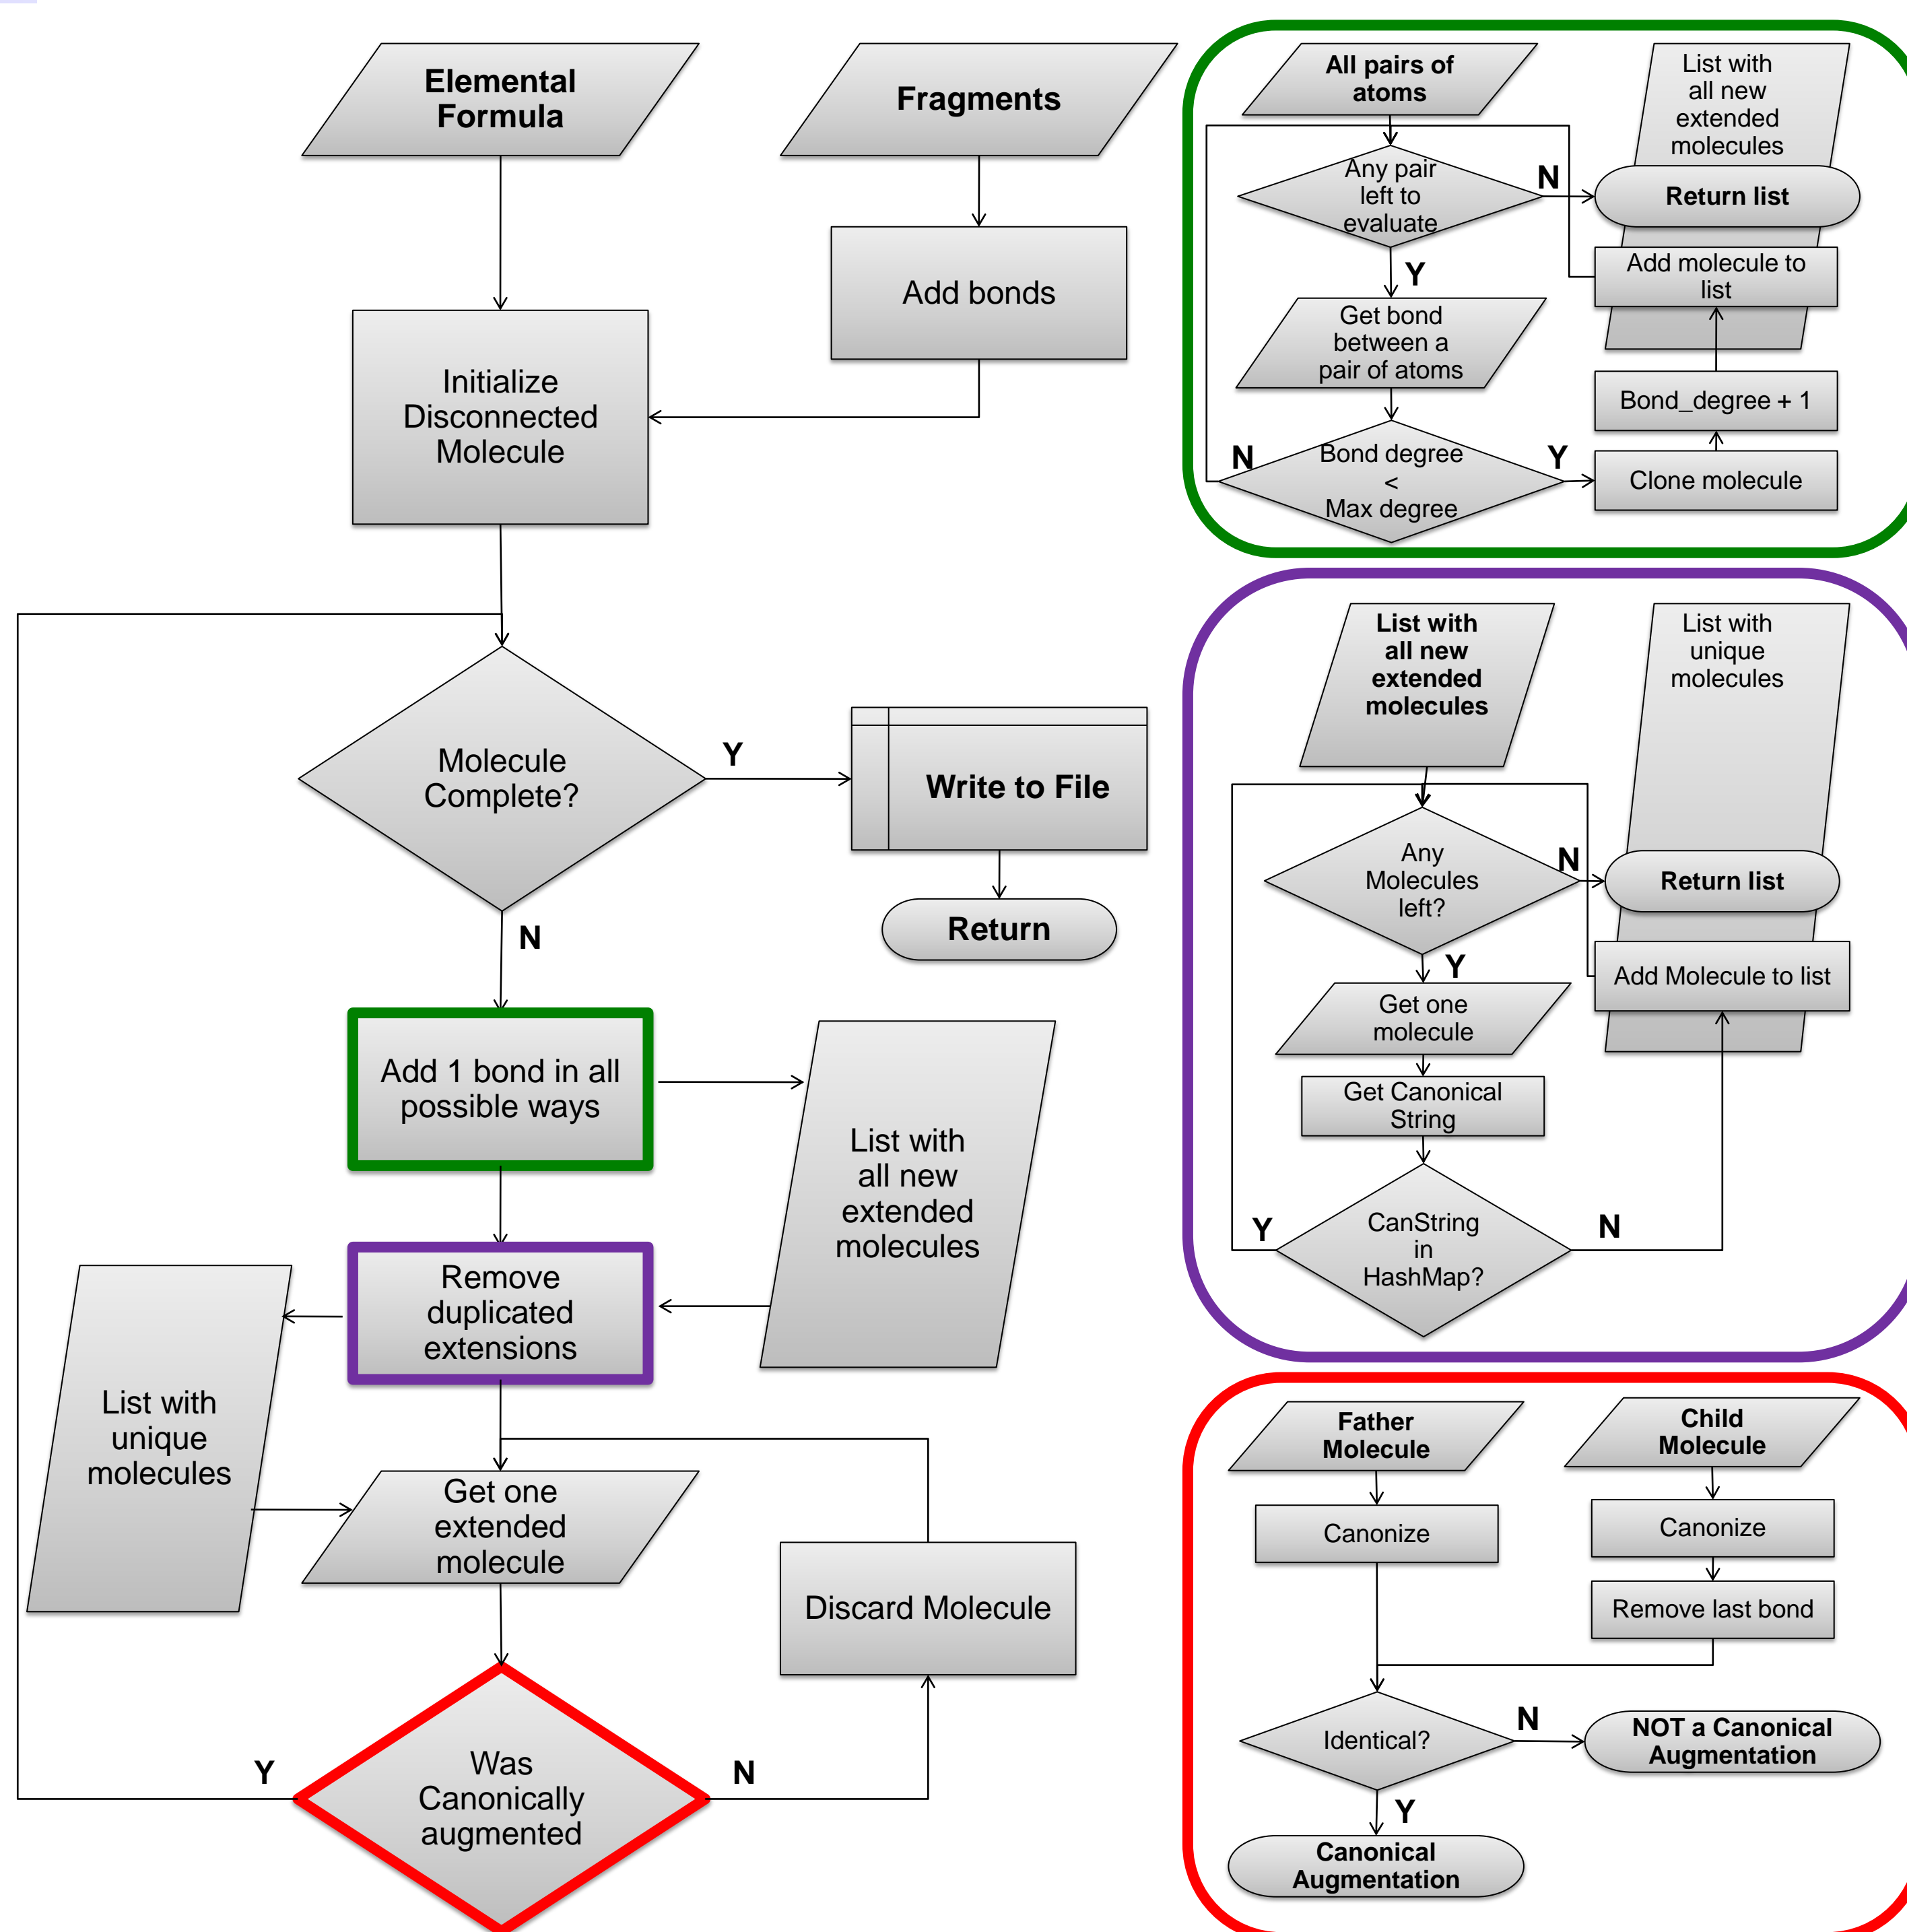 Elemental
Formula
Fragments
Add bonds
Initialize
Disconnected
Molecule
Molecule
Complete?
Y
Write to File
Return
N
Add 1 bond in all
possible ways
List with
all new
extended
molecules
Remove
duplicated
extensions
List with
unique
molecules
Get one
extended
molecule
Discard Molecule
Was
Canonically
augmented
Y
N
All pairs of
atoms
List with
all new
extended
molecules
Any pair
left to
evaluate
N
Return list
Y
Add molecule to
list
Get bond
between a
pair of atoms
Bond_degree + 1
N
Bond degree
<
Max degree
Y
Clone molecule
List with
all new
extended
molecules
List with
unique
molecules
Any
Molecules
left?
N
Return list
Y
Add Molecule to list
Get one
molecule
Get Canonical
String
CanString
in
HashMap?
Y
N
Father
Molecule
Child
Molecule
Canonize
Canonize
Remove last bond
Identical?
N
NOT a Canonical
Augmentation
Y
Canonical
Augmentation